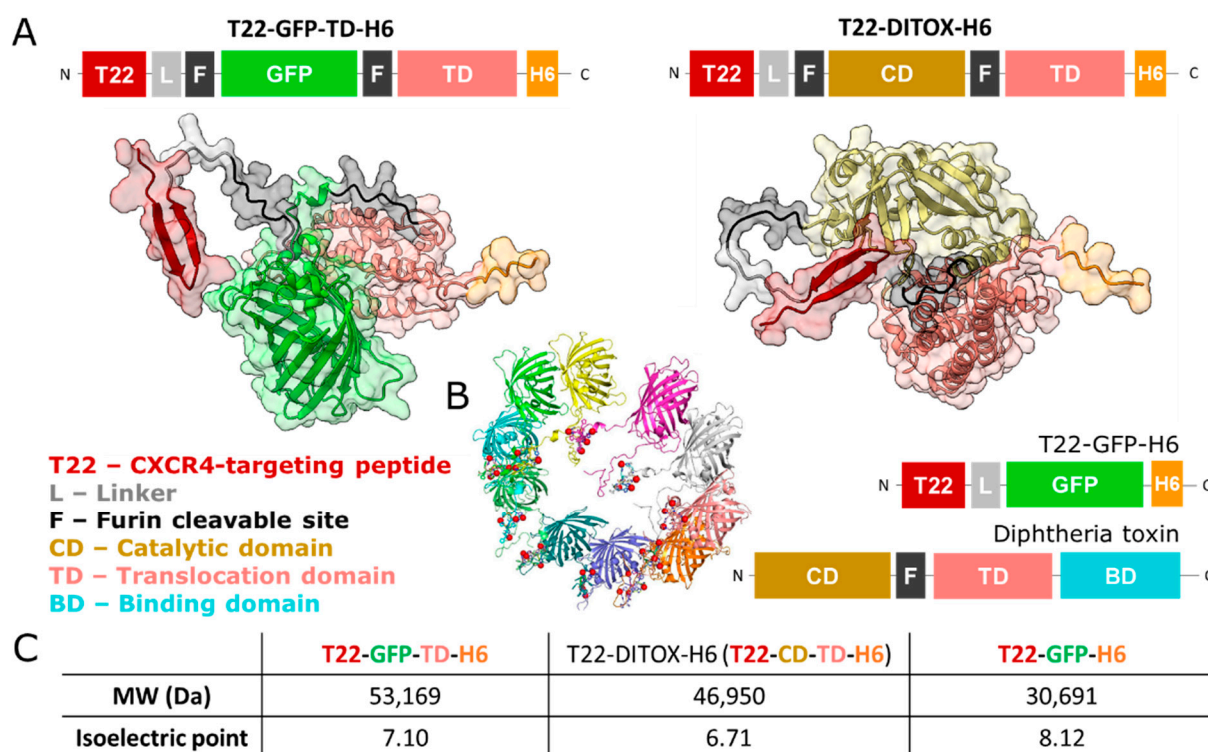 A
T22-GFP-TD-H6
N T22 L F GFP F TD H6 C
T22-DITOX-H6
N T22 L F CD F TD H6 C
B
T22 – CXCR4-targeting peptide
L – Linker
F – Furin cleavable site
CD – Catalytic domain
TD – Translocation domain
BD – Binding domain
T22-GFP-H6
N T22 L GFP H6 C
Diphtheria toxin
N CD F TD BD C
C
T22-GFP-TD-H6 T22-DITOX-H6 (T22-CD-TD-H6) T22-GFP-H6
MW (Da) 53,169 46,950 30,691
Isoelectric point 7.10 6.71 8.12